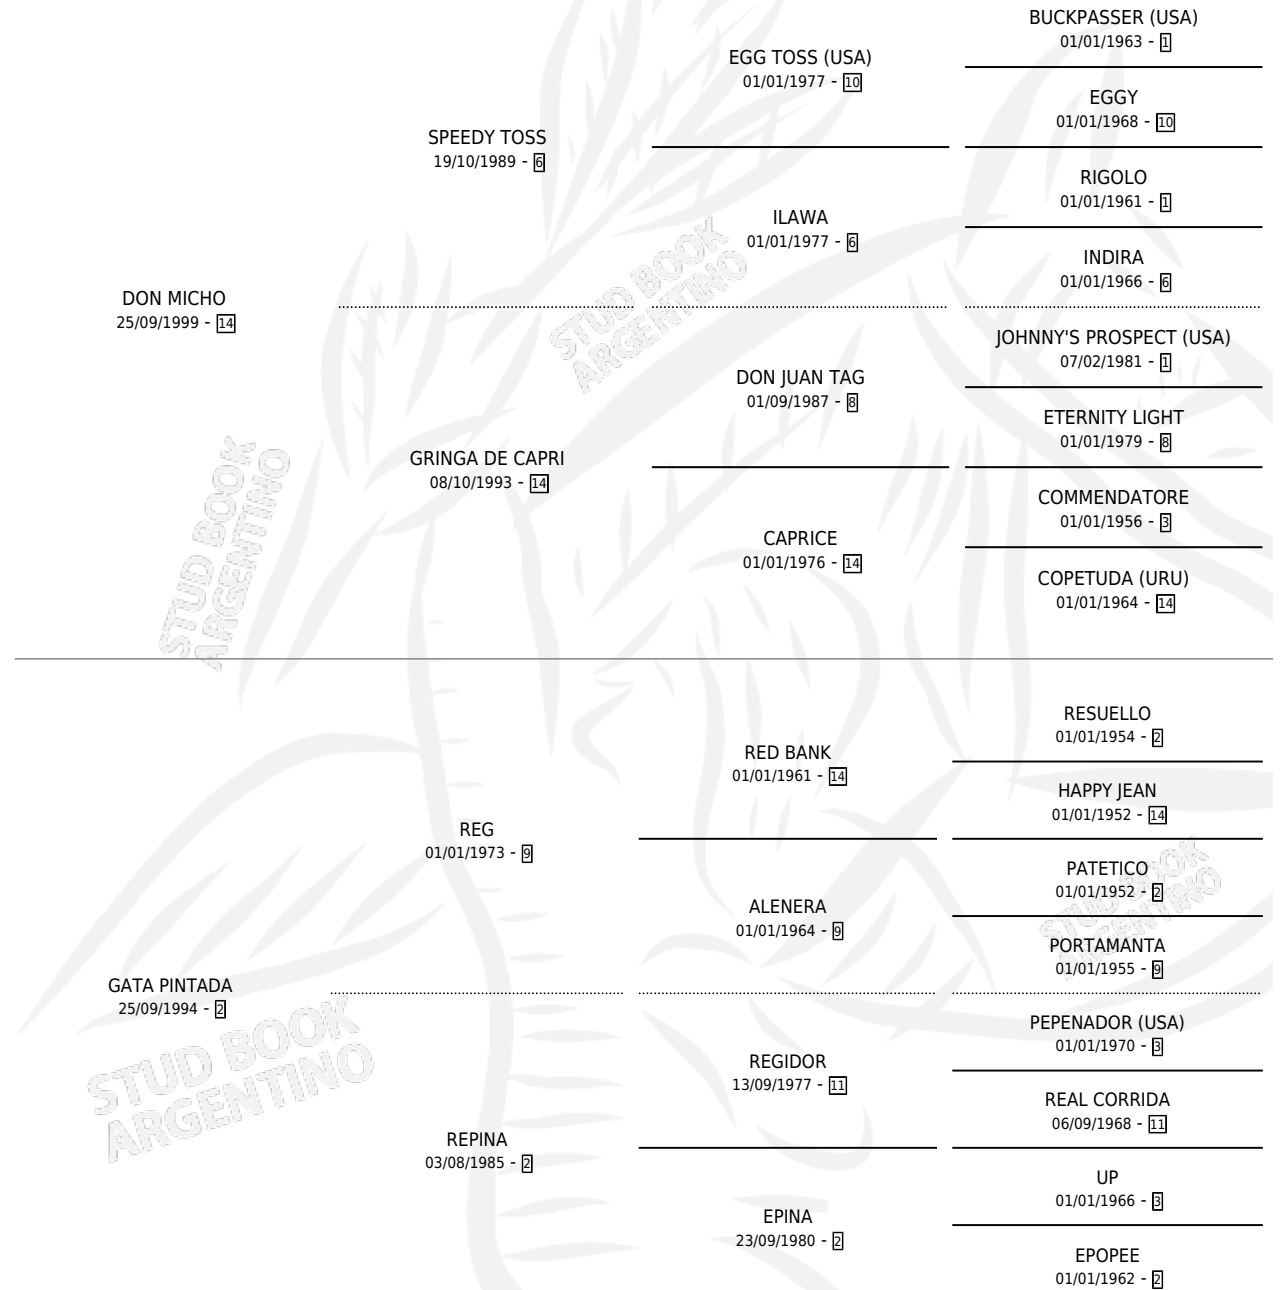 BUCKPASSER (USA)
01/01/1963 - 1
EGG TOSS (USA)
01/01/1977 - 10
EGGY
01/01/1968 - 10
SPEEDY TOSS
19/10/1989 - 6
RIGOLO
01/01/1961 - 1
ILAWA
01/01/1977 - 6
INDIRA
01/01/1966 - 6
DON MICHO
25/09/1999 - 14
STUD BOOK
ARGENTINO
JOHNNY'S PROSPECT (USA)
07/02/1981 - 1
DON JUAN TAG
01/09/1987 - 8
ETERNITY LIGHT
01/01/1979 - 8
GRINGA DE CAPRI
08/10/1993 - 14
COMMENDATORE
01/01/1956 - 3
CAPRICE
01/01/1976 - 14
COPETUDA (URU)
01/01/1964 - 14
STUD BOOK
ARGENTINO
RESUELLO
01/01/1954 - 2
RED BANK
01/01/1961 - 14
HAPPY JEAN
01/01/1952 - 14
REG
01/01/1973 - 9
PATETICO
01/01/1952 - 2
ALENERA
01/01/1964 - 9
PORTAMANTA
01/01/1955 - 9
STUD BOOK
ARGENTINO
GATA PINTADA
25/09/1994 - 2
STUD BOOK
ARGENTINO
PEPENADOR (USA)
01/01/1970 - 3
REGIDOR
13/09/1977 - 11
REAL CORRIDA
06/09/1968 - 11
REPINA
03/08/1985 - 2
UP
01/01/1966 - 3
EPINA
23/09/1980 - 2
EPOPEE
01/01/1962 - 2